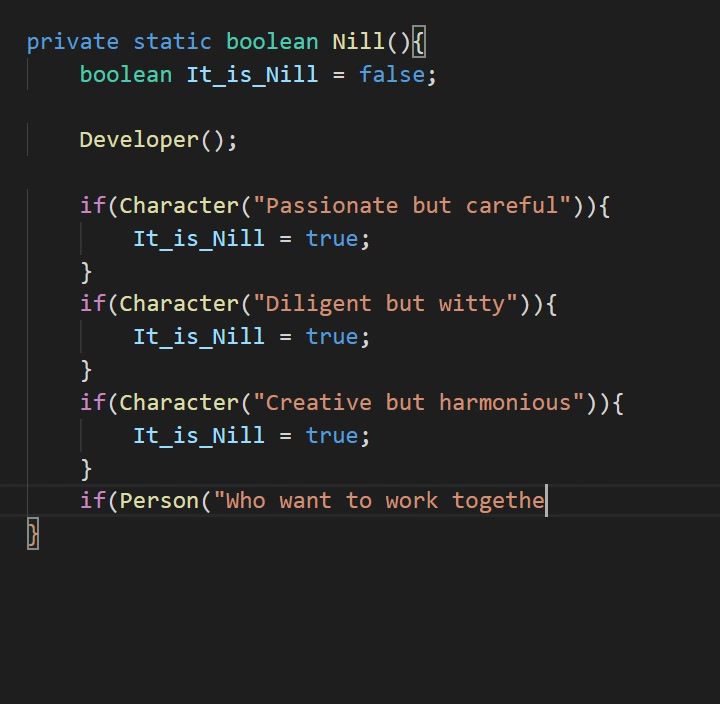 private static boolean Nill(){
    boolean It_is_Nill = false;

    Developer();

    if(Character("Passionate but careful")){
        It_is_Nill = true;
    }
    if(Character("Diligent but witty")){
        It_is_Nill = true;
    }
    if(Character("Creative but harmonious")){
        It_is_Nill = true;
    }
    if(Person("Who want to work togethe
}